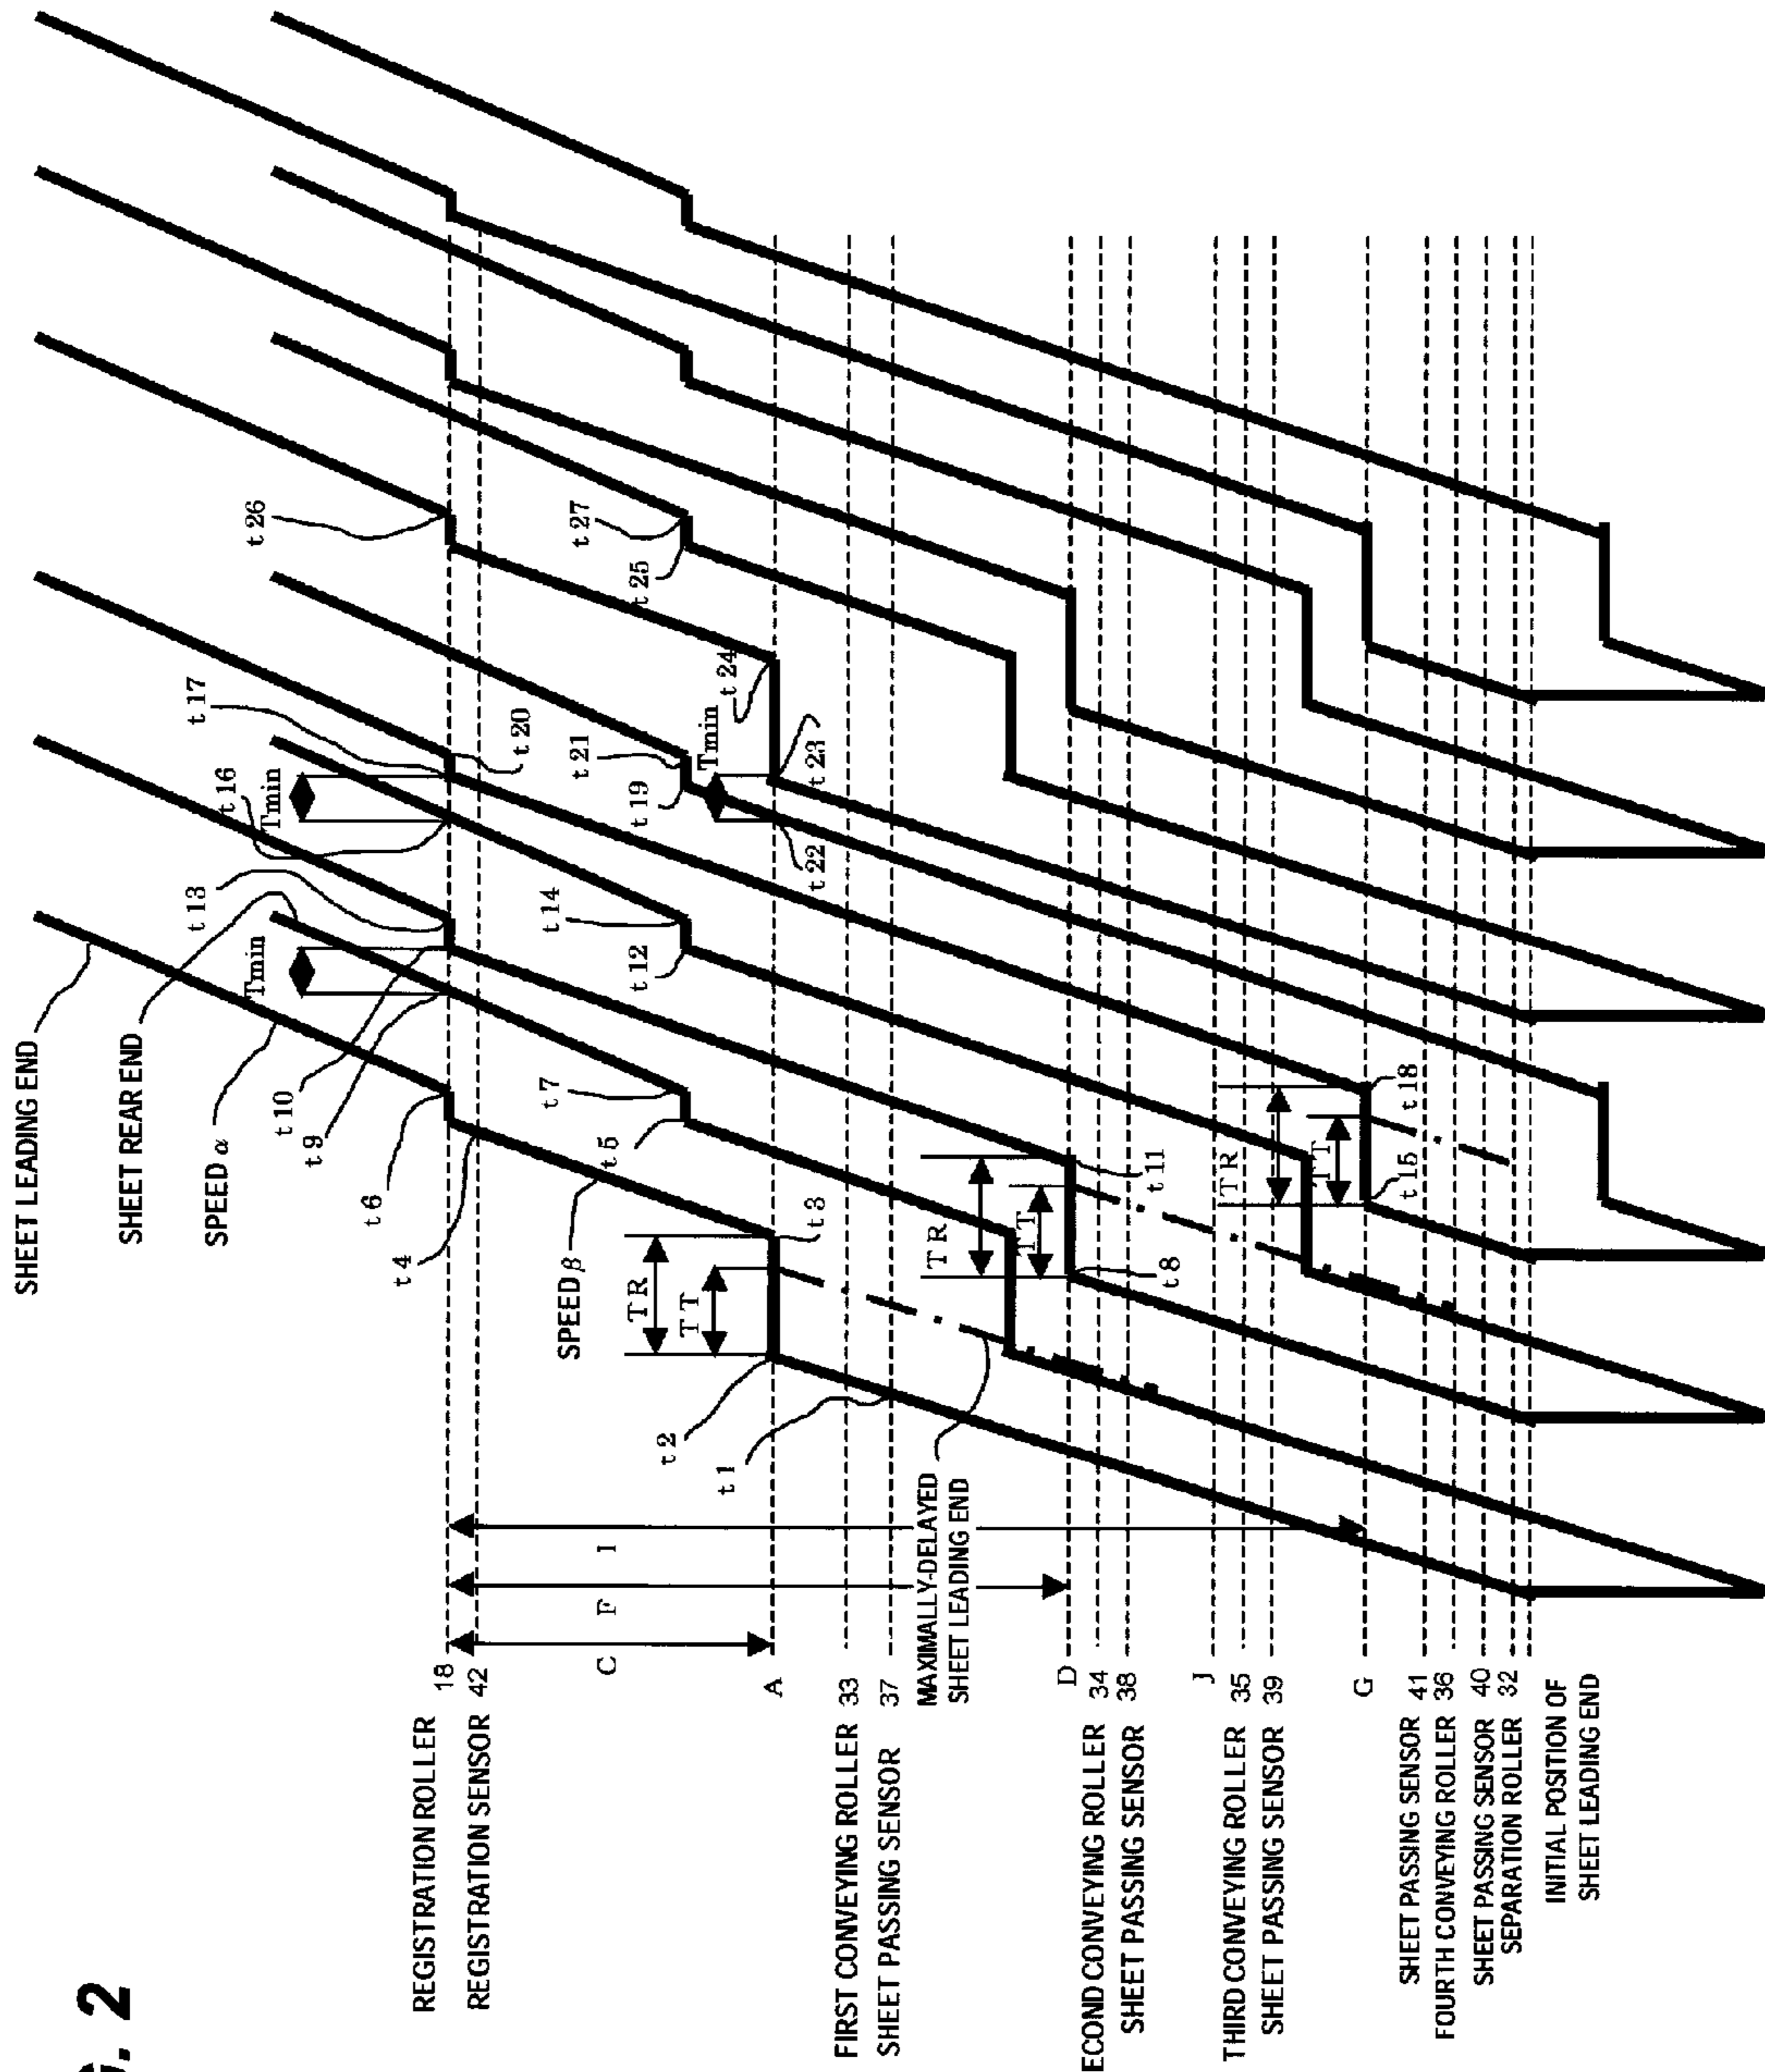 G. 2
SHEET LEADING END
SHEET REAR END
SPEED α
t10
t9
t6
t4
t13
Tmin
t16
Tmin
t17
t20
t26
REGISTRATION ROLLER 18
REGISTRATION SENSOR 42
t7
t5
t14
t12
t21
t19
Tmin
t27
t25
t24
SPEED β
TR
TT
t3
t2
t1
t22
t23
C
F
I
A
FIRST CONVEYING ROLLER 33
SHEET PASSING SENSOR 37
MAXIMALLY-DELAYED
SHEET LEADING END
TR
TT
t11
t8
D
ECOND CONVEYING ROLLER 34
SHEET PASSING SENSOR 38
J
THIRD CONVEYING ROLLER 35
SHEET PASSING SENSOR 39
TR
TT
t18
t15
G
SHEET PASSING SENSOR 41
FOURTH CONVEYING ROLLER 36
SHEET PASSING SENSOR 40
SEPARATION ROLLER 32
INITIAL POSITION OF
SHEET LEADING END